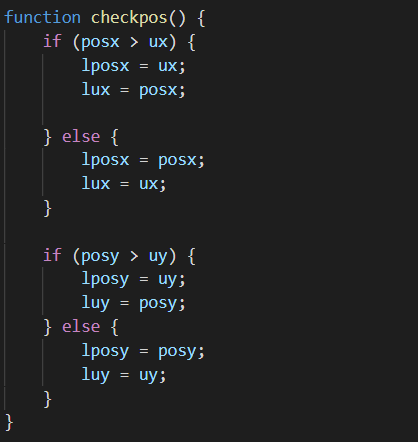 function checkpos() {
    if (posx > ux) {
        lposx = ux;
        lux = posx;

    } else {
        lposx = posx;
        lux = ux;
    }

    if (posy > uy) {
        lposy = uy;
        luy = posy;
    } else {
        lposy = posy;
        luy = uy;
    }
}